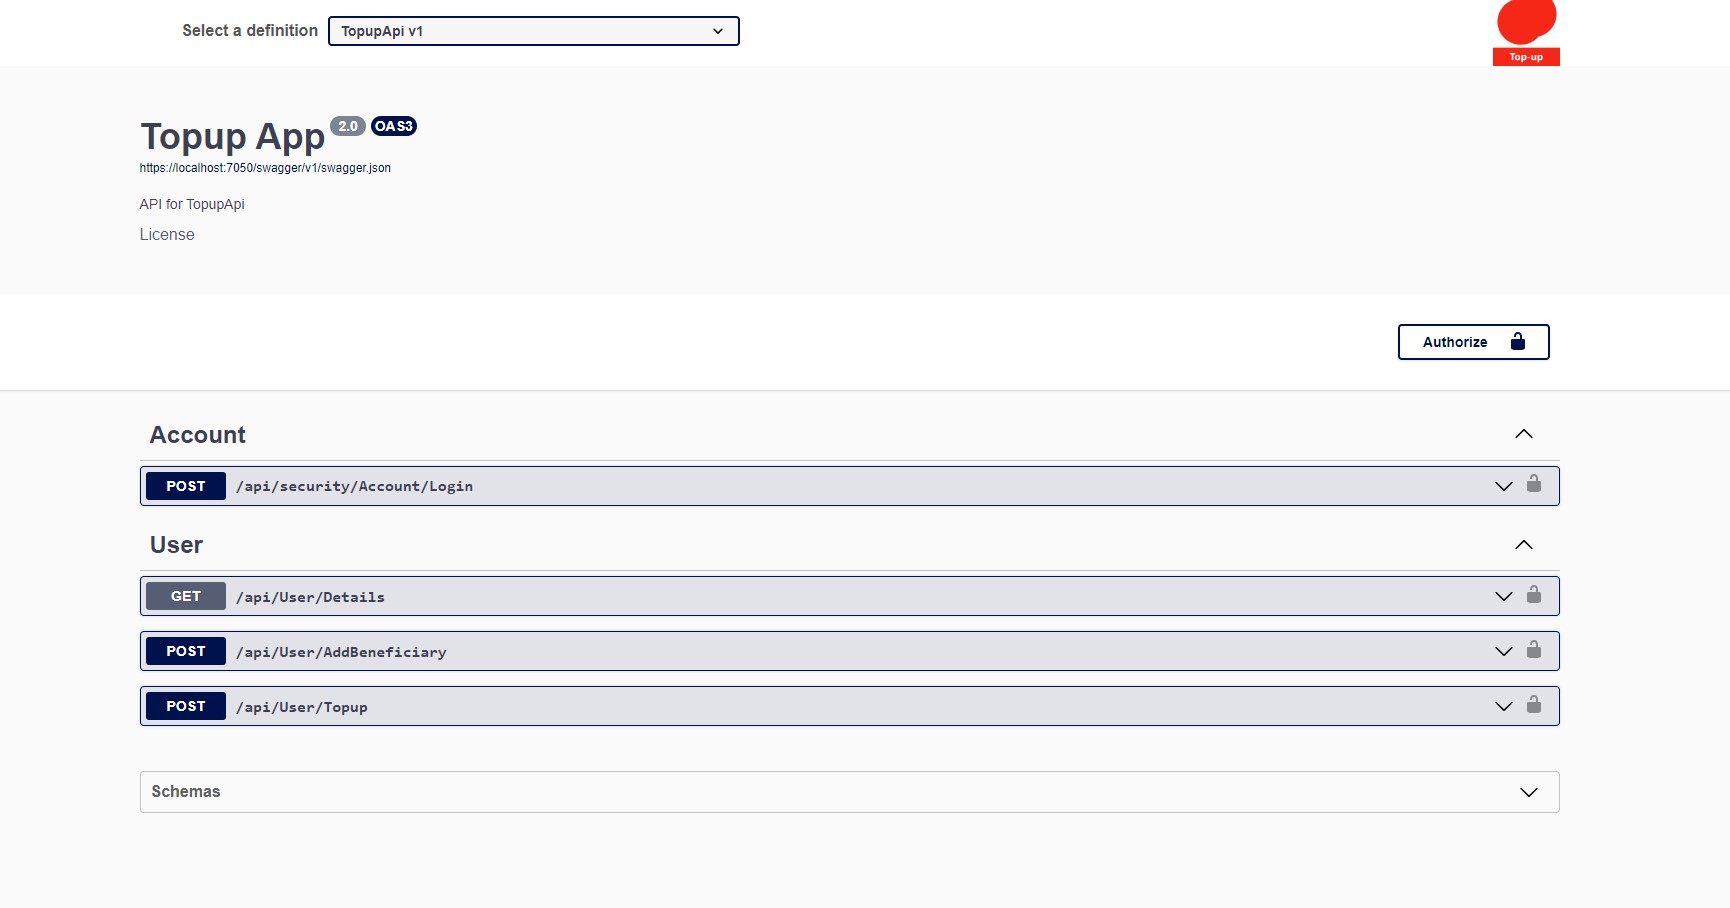 Select a definition
TopupApi v1
Top-up
Topup App 2.0 OAS3
https://localhost:7050/swagger/v1/swagger.json
API for TopupApi
License
Authorize
Account
POST /api/security/Account/Login
User
GET /api/User/Details
POST /api/User/AddBeneficiary
POST /api/User/Topup
Schemas